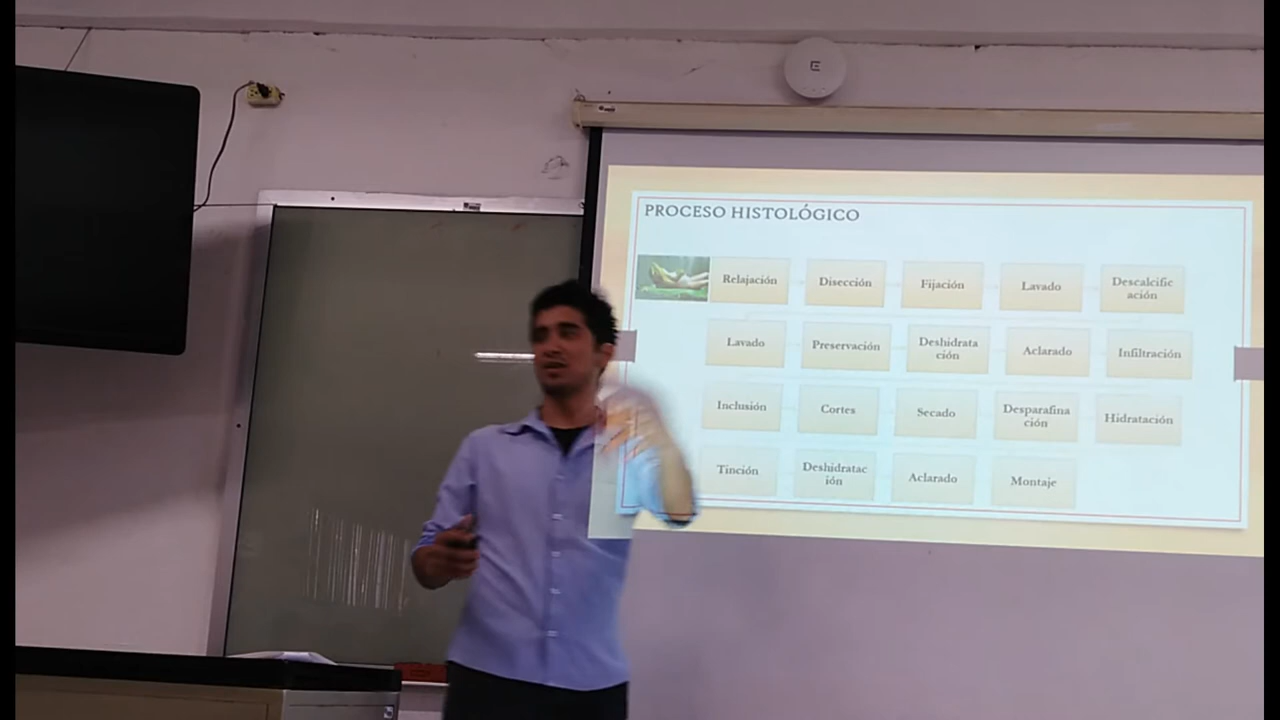 PROCESO HISTOLÓGICO
Relajación
Disección
Fijación
Lavado
Descalcific
ación
Lavado
Preservación
Deshidrata
ción
Aclarado
Infiltración
Inclusión
Cortes
Secado
Desparafina
ción
Hidratación
Tinción
Deshidratac
ión
Aclarado
Montaje